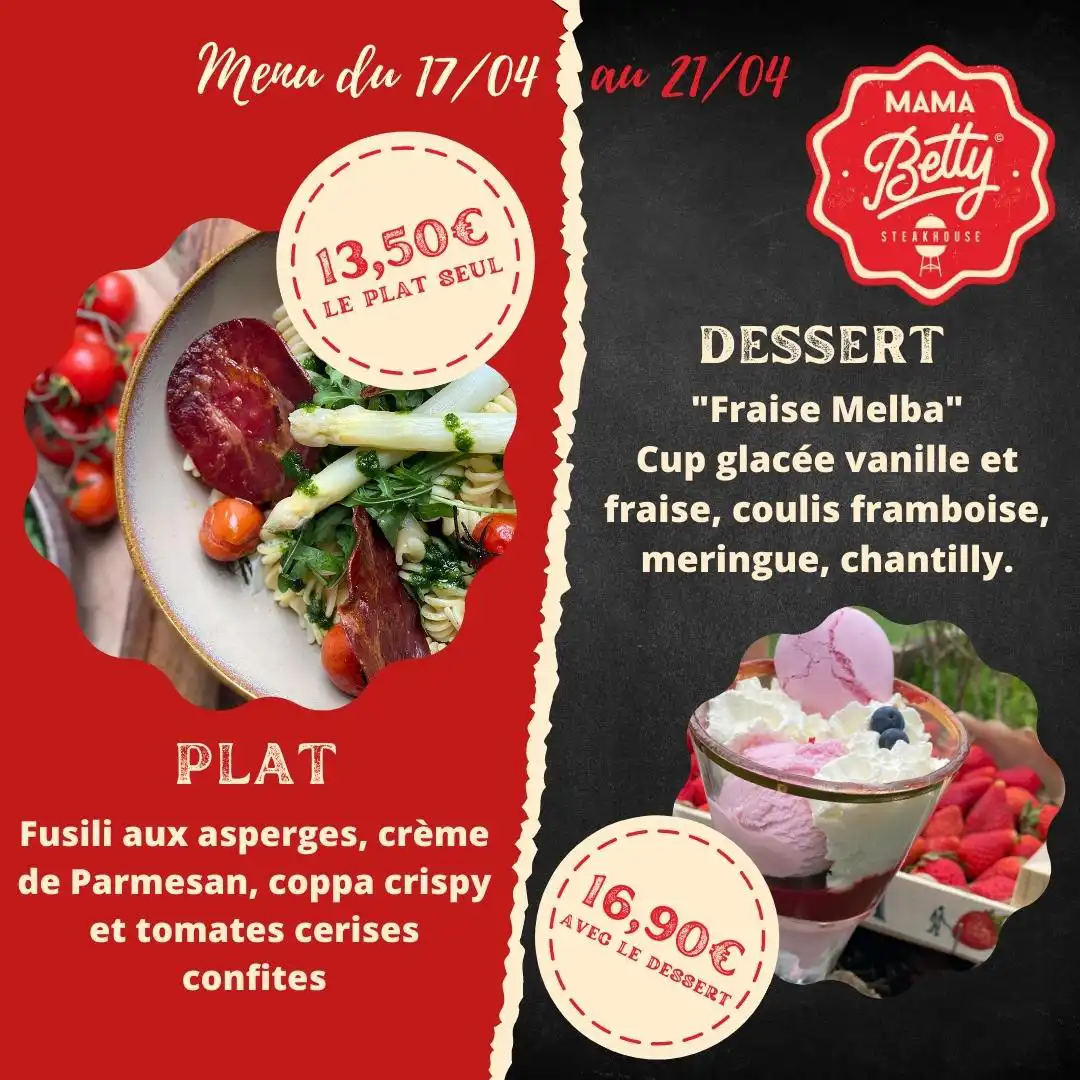 Menu du 17/04 au 21/04
MAMA
Betty©
STEAKHOUSE
13,50€
LE PLAT SEUL
PLAT
Fusili aux asperges, crème
de Parmesan, coppa crispy
et tomates cerises
confites
DESSERT
"Fraise Melba"
Cup glacée vanille et
fraise, coulis framboise,
meringue, chantilly.
16,90€
AVEC LE DESSERT